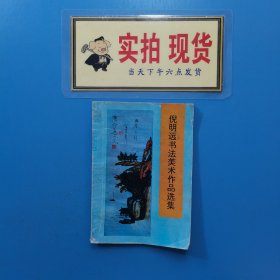 实拍 现货
当天下午六点发货
倪明远书法美术作品选集